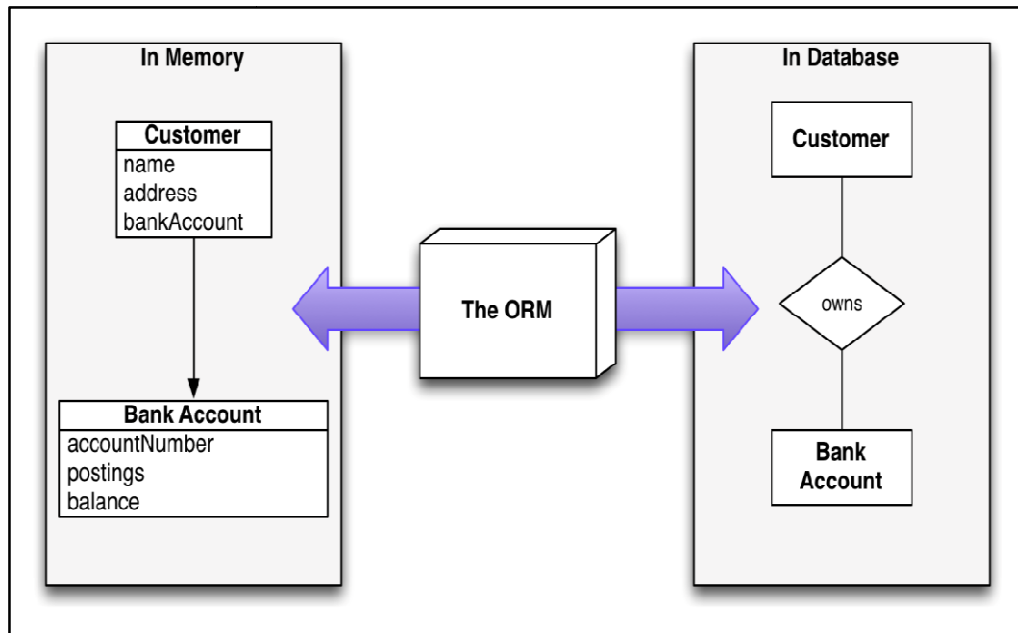 In Memory
Customer
name
address
bankAccount
Bank Account
accountNumber
postings
balance
The ORM
In Database
Customer
owns
Bank
Account